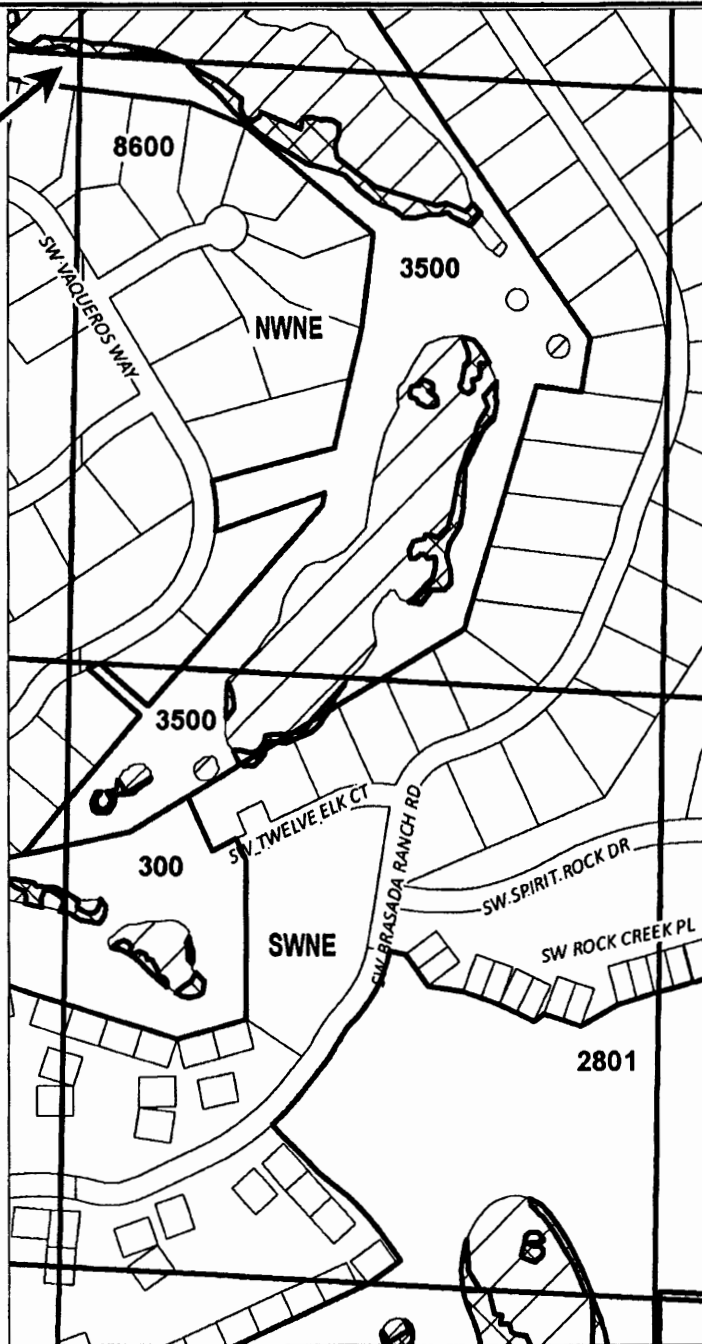 8600
SW VAQUEROS WAY
3500
NWNE
3500
SW TWELVE ELK CT
300
SW BRASADA RANCH RD
SW SPIRIT ROCK DR
SWNE
SW ROCK CREEK PL
2801